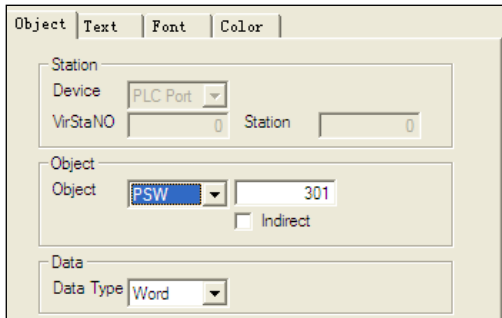 Object Text Font Color
Station
Device PLC Port
VirStaNO 0 Station 0
Object
Object PSW 301
Indirect
Data
Data Type Word